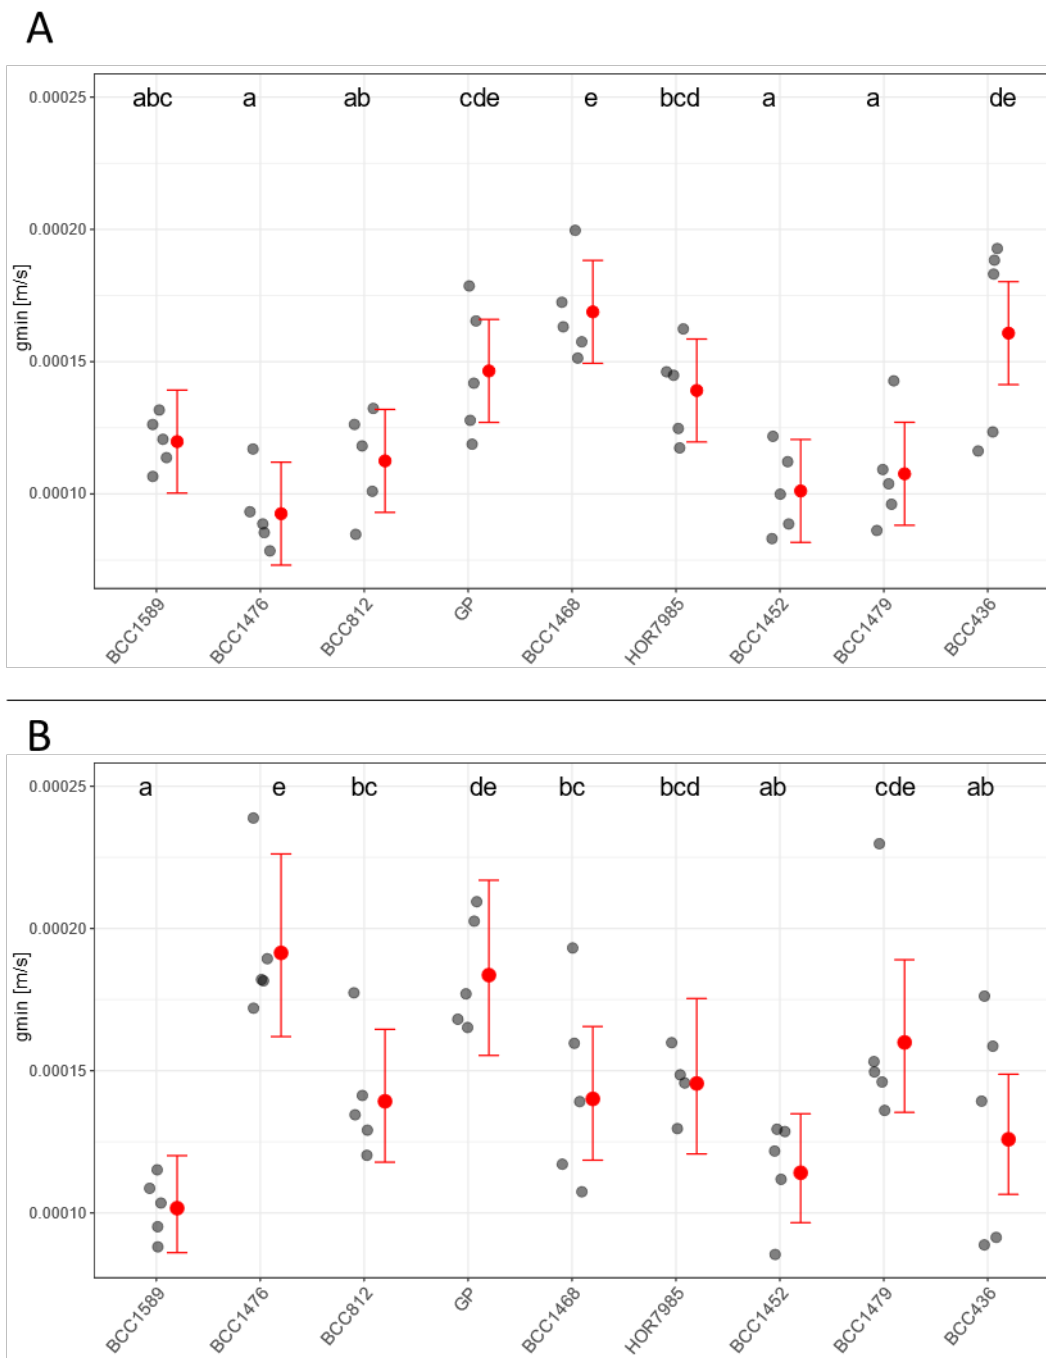 A
abc a ab cde e bcd a a de
0.00025
0.00020
0.00015
0.00010
gmin [m/s]
BCC1589 BCC1476 BCC812 GP BCC1468 HOR7985 BCC1452 BCC1479 BCC436
B
a e bc de bc bcd ab cde ab
0.00025
0.00020
0.00015
0.00010
gmin [m/s]
BCC1589 BCC1476 BCC812 GP BCC1468 HOR7985 BCC1452 BCC1479 BCC436